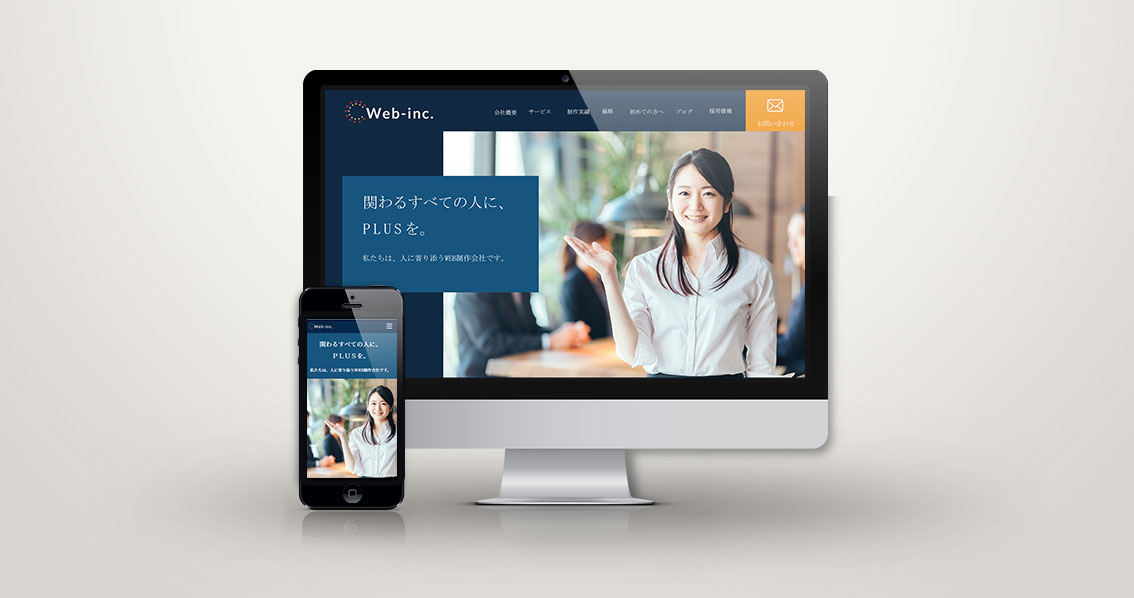 Web-inc.
会社概要 サービス 制作実績 価格 初めての方へ ブログ 採用情報
お問い合わせ
関わるすべての人に、
PLUSを。
私たちは、人に寄り添うWEB制作会社です。
Web-inc.
関わるすべての人に、
PLUSを。
私たちは、人に寄り添うWEB制作会社です。